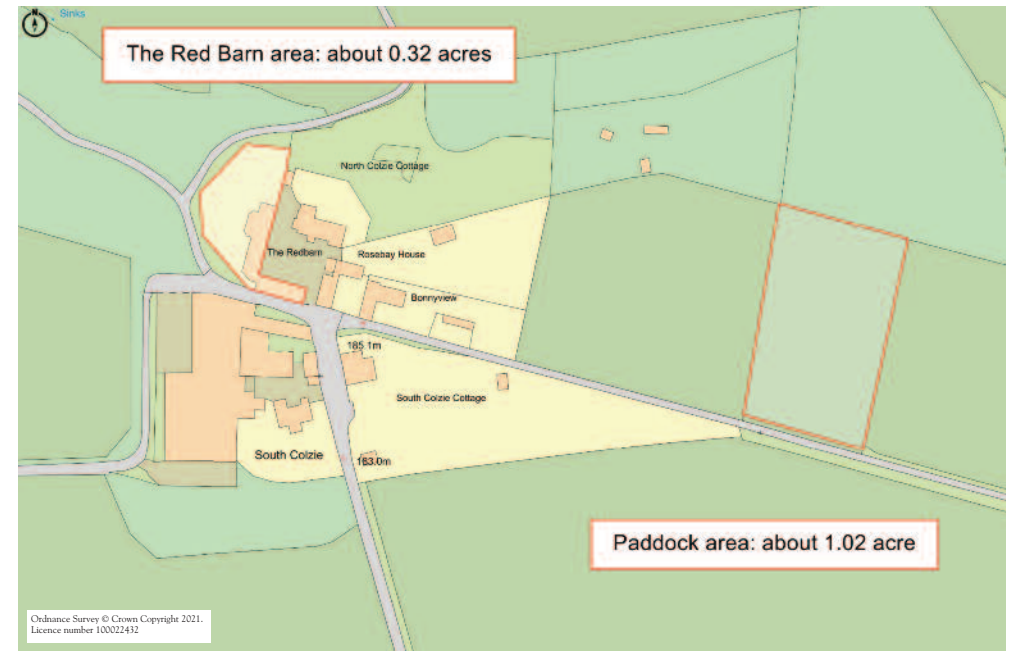 N
Sinks
The Red Barn area: about 0.32 acres
North Colzie Cottage
The Redbarn
Rosebay House
Bonnyview
185.1m
South Colzie Cottage
South Colzie
183.0m
Paddock area: about 1.02 acre
Ordnance Survey © Crown Copyright 2021.
Licence number 100022432